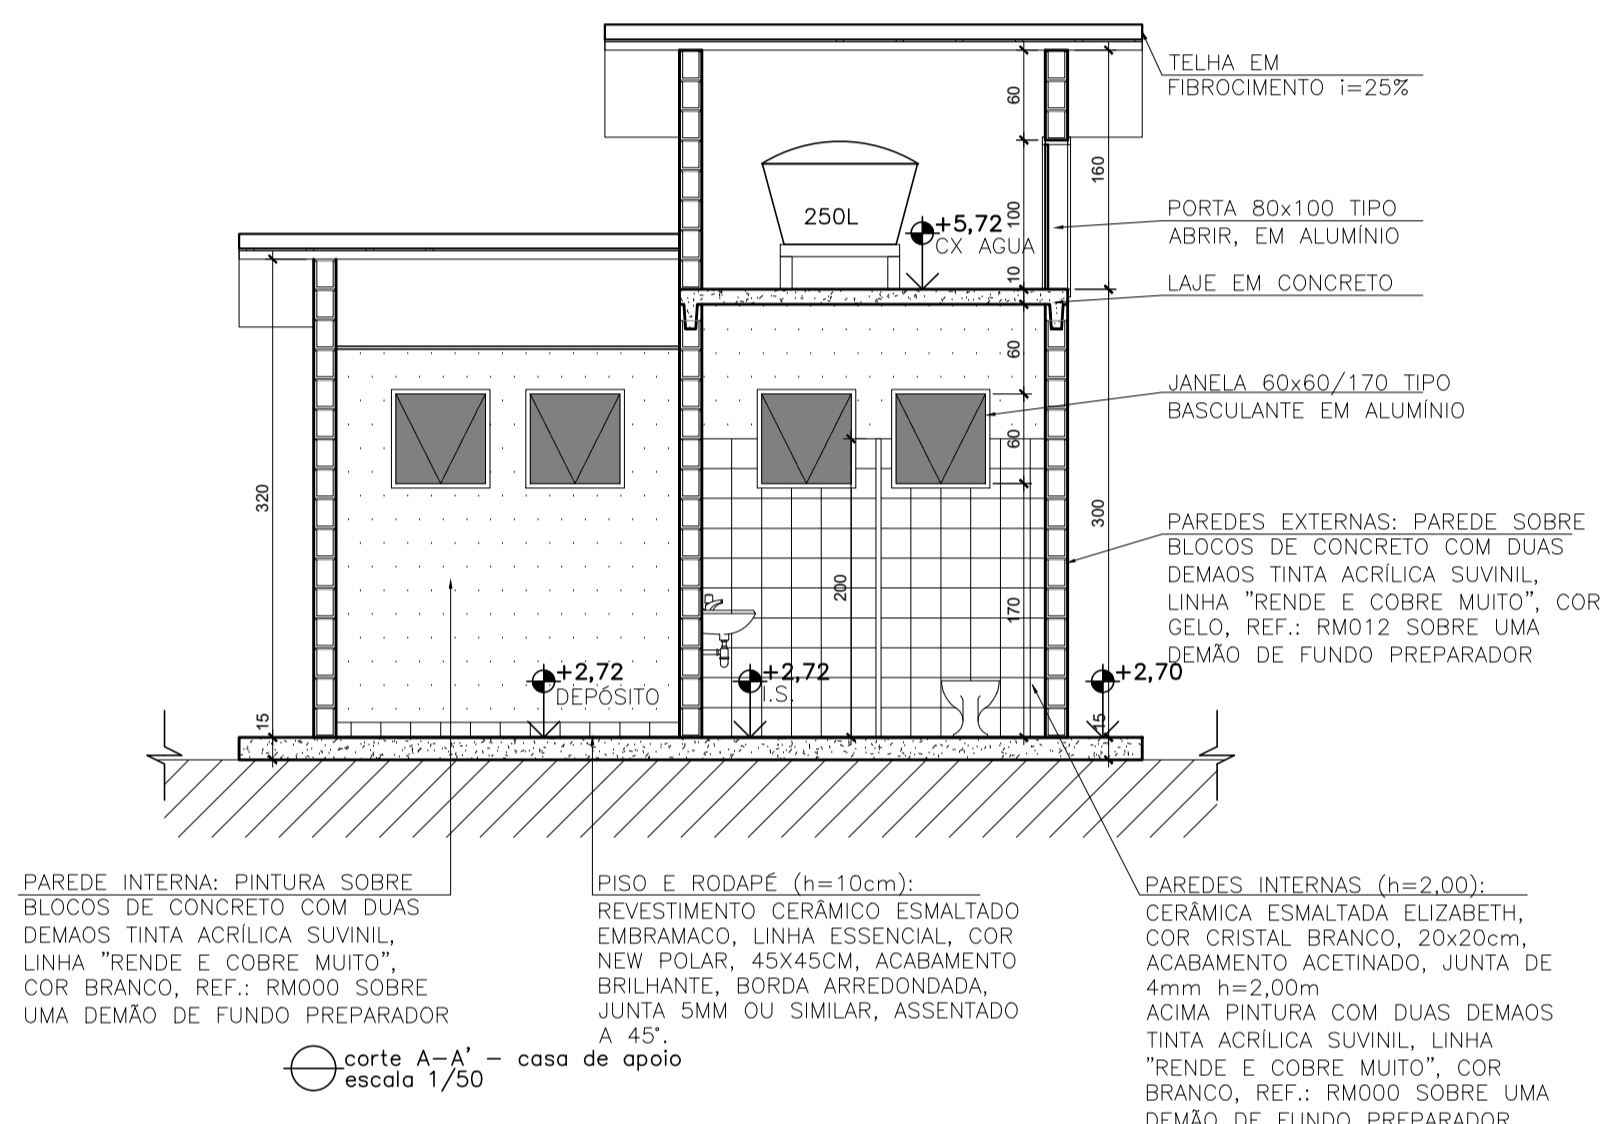 TELHA EM
FIBROCIMENTO i=25%
60
160
PORTA 80x100 TIPO
ABRIR, EM ALUMÍNIO
250L
100
+5,72
CX AGUA
10
LAJE EM CONCRETO
60
JANELA 60x60/170 TIPO
BASCULANTE EM ALUMÍNIO
60
320
300
PAREDES EXTERNAS: PAREDE SOBRE
BLOCOS DE CONCRETO COM DUAS
DEMAOS TINTA ACRÍLICA SUVINIL,
LINHA "RENDE E COBRE MUITO", COR
GELO, REF.: RM012 SOBRE UMA
DEMÃO DE FUNDO PREPARADOR
200
170
+2,72
DEPÓSITO
+2,72
I.S.
+2,70
15
15
PAREDE INTERNA: PINTURA SOBRE
BLOCOS DE CONCRETO COM DUAS
DEMAOS TINTA ACRÍLICA SUVINIL,
LINHA "RENDE E COBRE MUITO",
COR BRANCO, REF.: RM000 SOBRE
UMA DEMÃO DE FUNDO PREPARADOR
PISO E RODAPÉ (h=10cm):
REVESTIMENTO CERÂMICO ESMALTADO
EMBRAMACO, LINHA ESSENCIAL, COR
NEW POLAR, 45X45CM, ACABAMENTO
BRILHANTE, BORDA ARREDONDADA,
JUNTA 5MM OU SIMILAR, ASSENTADO
A 45°.
PAREDES INTERNAS (h=2,00):
CERÂMICA ESMALTADA ELIZABETH,
COR CRISTAL BRANCO, 20x20cm,
ACABAMENTO ACETINADO, JUNTA DE
4mm h=2,00m
ACIMA PINTURA COM DUAS DEMAOS
TINTA ACRÍLICA SUVINIL, LINHA
"RENDE E COBRE MUITO", COR
BRANCO, REF.: RM000 SOBRE UMA
DEMÃO DE FUNDO PREPARADOR
corte A-A' - casa de apoio
escala 1/50